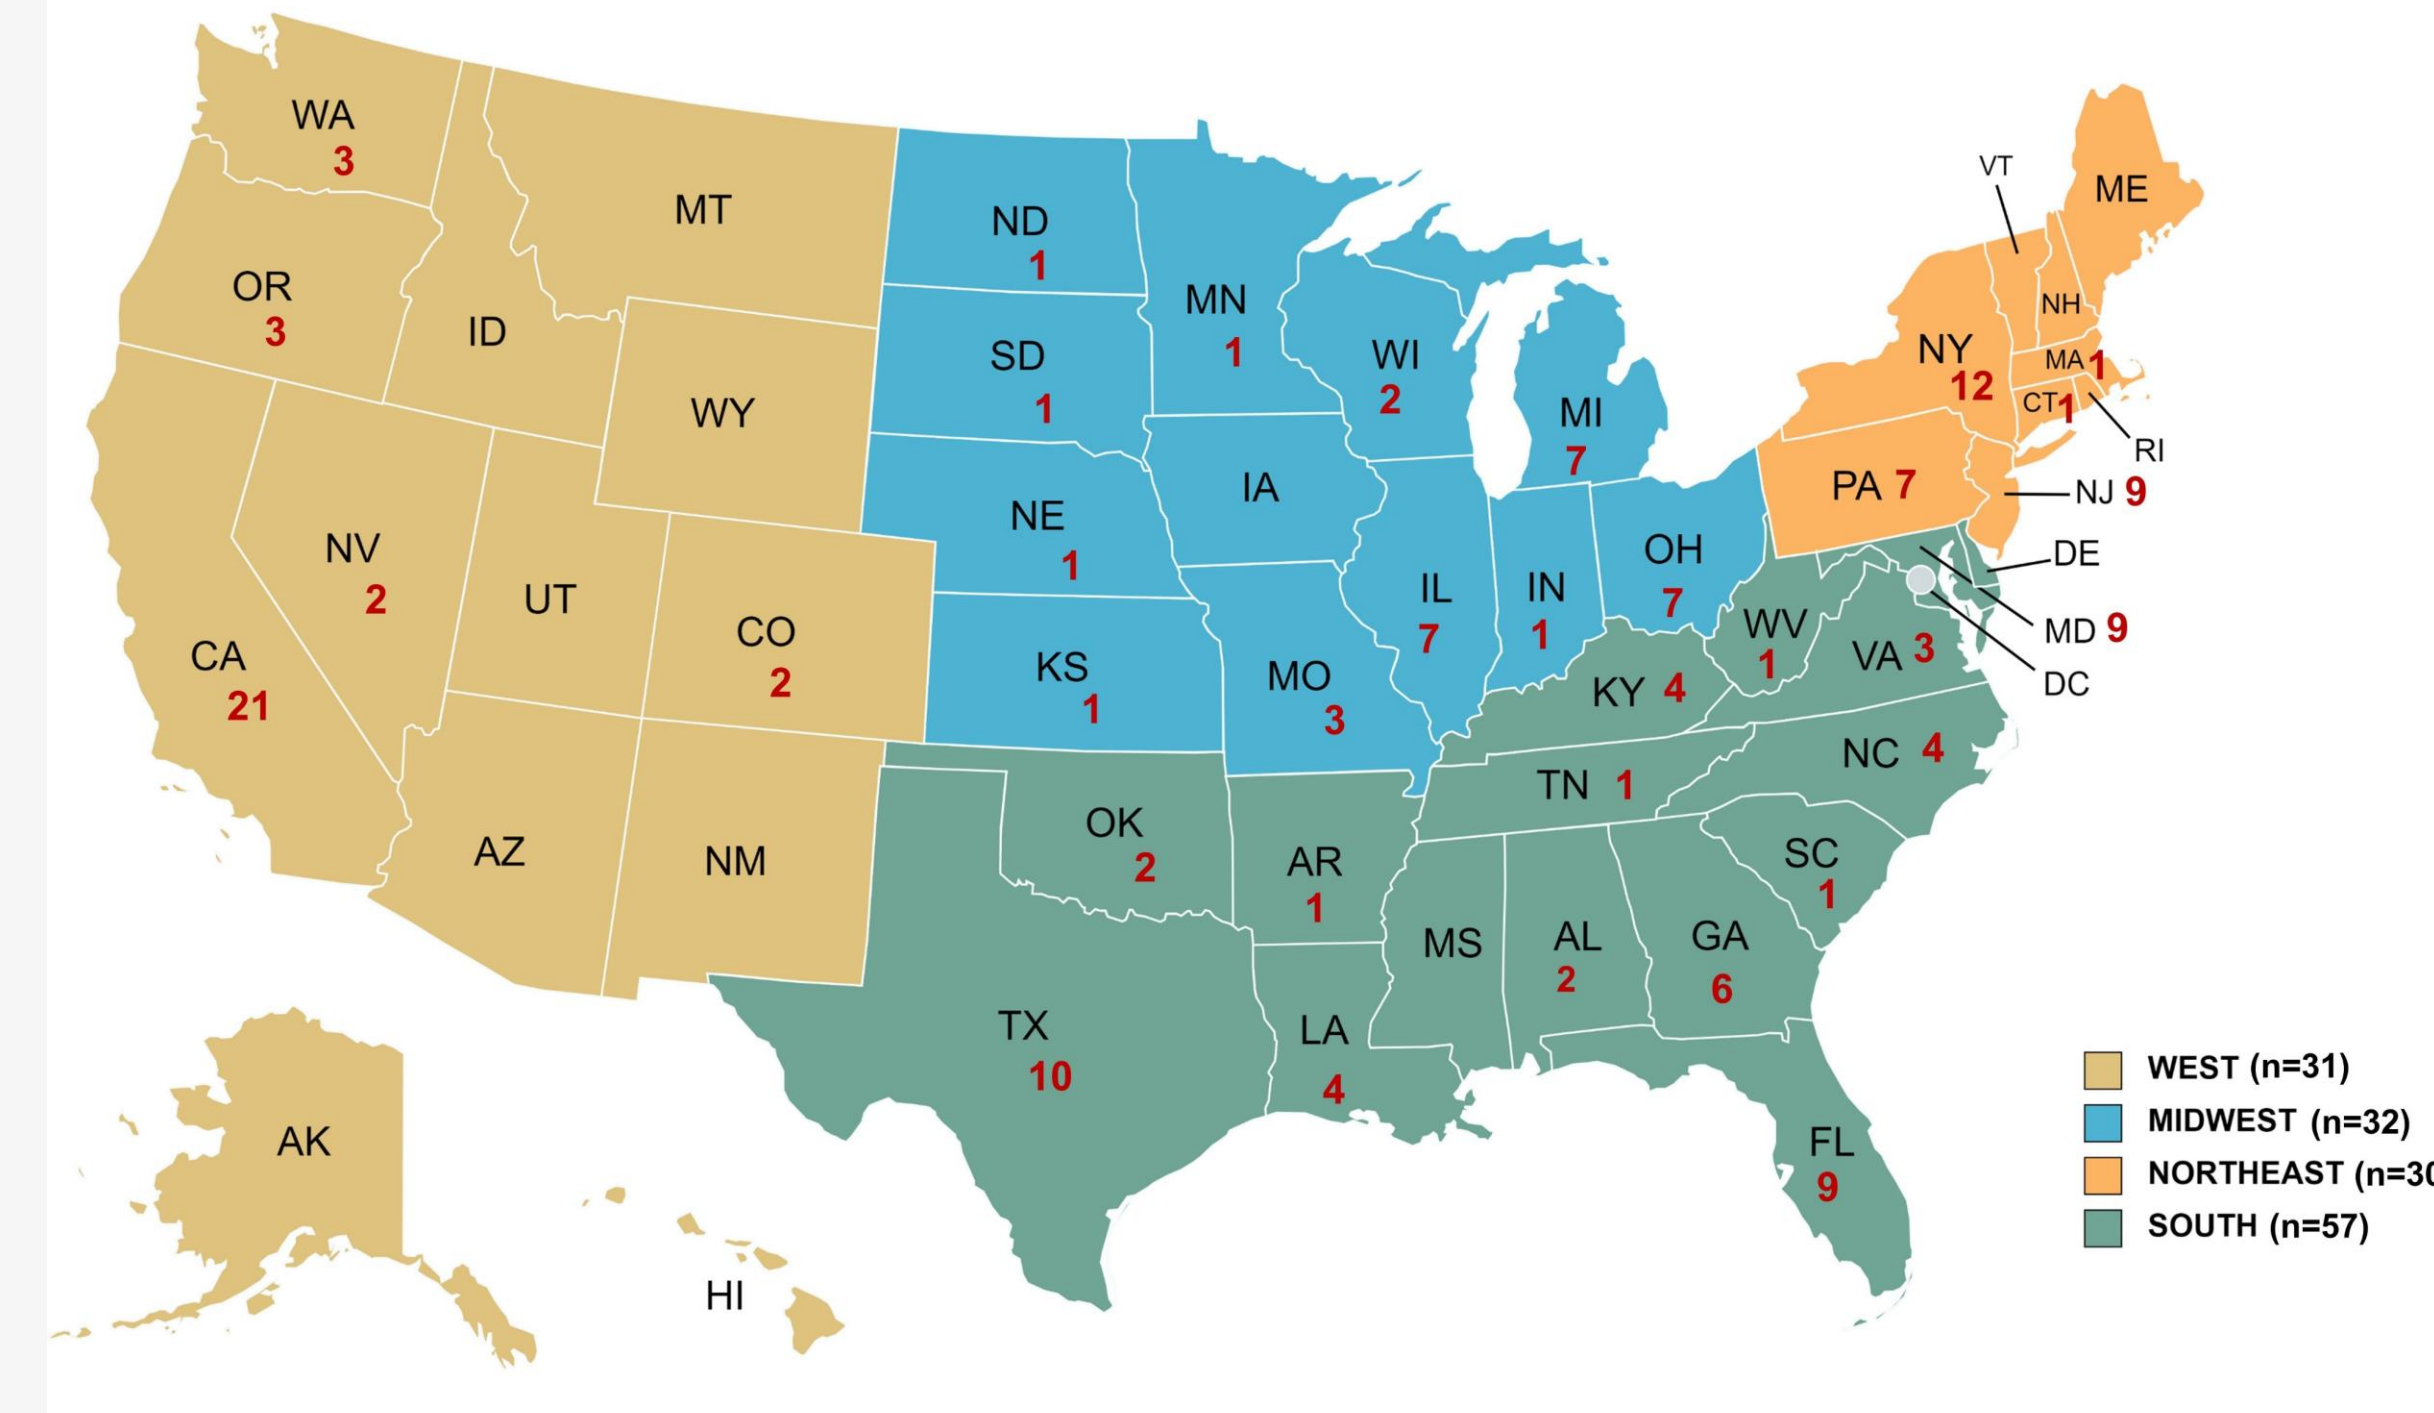 WA
3
OR
3
ID
MT
WY
NV
2
UT
CO
2
CA
21
AZ
NM
AK
HI
ND
1
SD
1
NE
1
KS
1
MN
1
IA
MO
3
WI
2
IL
7
MI
7
IN
1
OH
7
OK
2
TX
10
AR
1
LA
4
MS
AL
2
GA
6
FL
9
SC
1
NC 4
TN 1
KY 4
WV
1
VA 3
VT
ME
NH
NY
12
MA 1
CT 1
RI
PA 7
NJ 9
DE
MD 9
DC
WEST (n=31)
MIDWEST (n=32)
NORTHEAST (n=30
SOUTH (n=57)